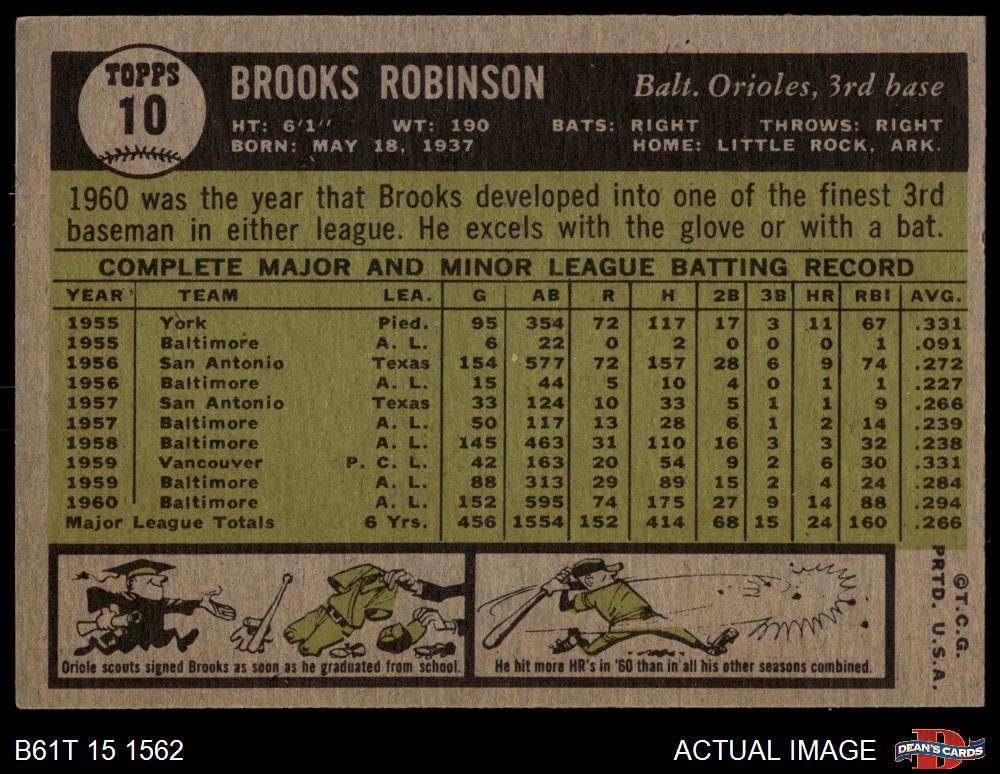 TOPPS
10
BROOKS ROBINSON
Balt. Orioles, 3rd base
HT: 6'1" WT: 190 BATS: RIGHT THROWS: RIGHT
BORN: MAY 18, 1937 HOME: LITTLE ROCK, ARK.
1960 was the year that Brooks developed into one of the finest 3rd
baseman in either league. He excels with the glove or with a bat.
COMPLETE MAJOR AND MINOR LEAGUE BATTING RECORD
YEAR TEAM LEA. G AB R H 2B 3B HR RBI AVG.
1955 York Pied. 95 354 72 117 17 3 11 67 .331
1955 Baltimore A. L. 6 22 0 2 0 0 0 1 .091
1956 San Antonio Texas 154 577 72 157 28 6 9 74 .272
1956 Baltimore A. L. 15 44 5 10 4 0 1 1 .227
1957 San Antonio Texas 33 124 10 33 5 1 1 9 .266
1957 Baltimore A. L. 50 117 13 28 6 1 2 14 .239
1958 Baltimore A. L. 145 463 31 110 16 3 3 32 .238
1959 Vancouver P. C. L. 42 163 20 54 9 2 6 30 .331
1959 Baltimore A. L. 88 313 29 89 15 2 4 24 .284
1960 Baltimore A. L. 152 595 74 175 27 9 14 88 .294
Major League Totals 6 Yrs. 456 1554 152 414 68 15 24 160 .266
Oriole scouts signed Brooks as soon as he graduated from school.
He hit more HR's in '60 than in all his other seasons combined.
©T.C.G.
PRTD. U.S.A.
B61T 15 1562
ACTUAL IMAGE
D
DEAN'S CARDS